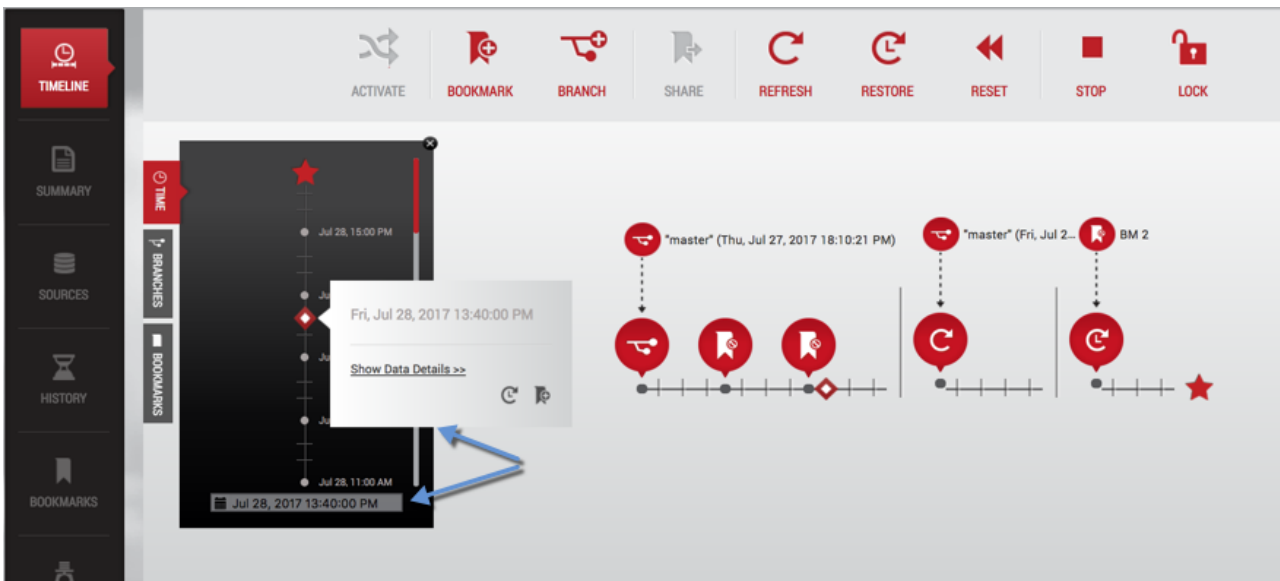 TIMELINE
SUMMARY
SOURCES
HISTORY
BOOKMARKS
ACTIVATE
BOOKMARK
BRANCH
SHARE
REFRESH
RESTORE
RESET
STOP
LOCK
TIME
BRANCHES
BOOKMARKS
Jul 28, 15:00 PM
Fri, Jul 28, 2017 13:40:00 PM
Show Data Details >>
Jul 28, 11:00 AM
Jul 28, 2017 13:40:00 PM
"master" (Thu, Jul 27, 2017 18:10:21 PM)
"master" (Fri, Jul 2...
BM 2